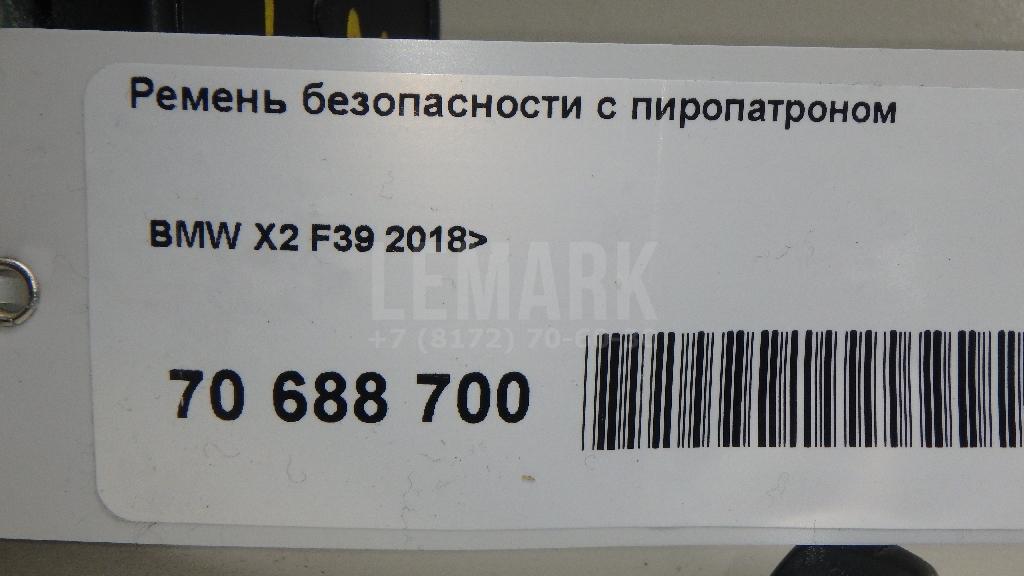 Ремень безопасности с пиропатроном
BMW X2 F39 2018>
LEMARK
+7 (8172) 70-
70 688 700